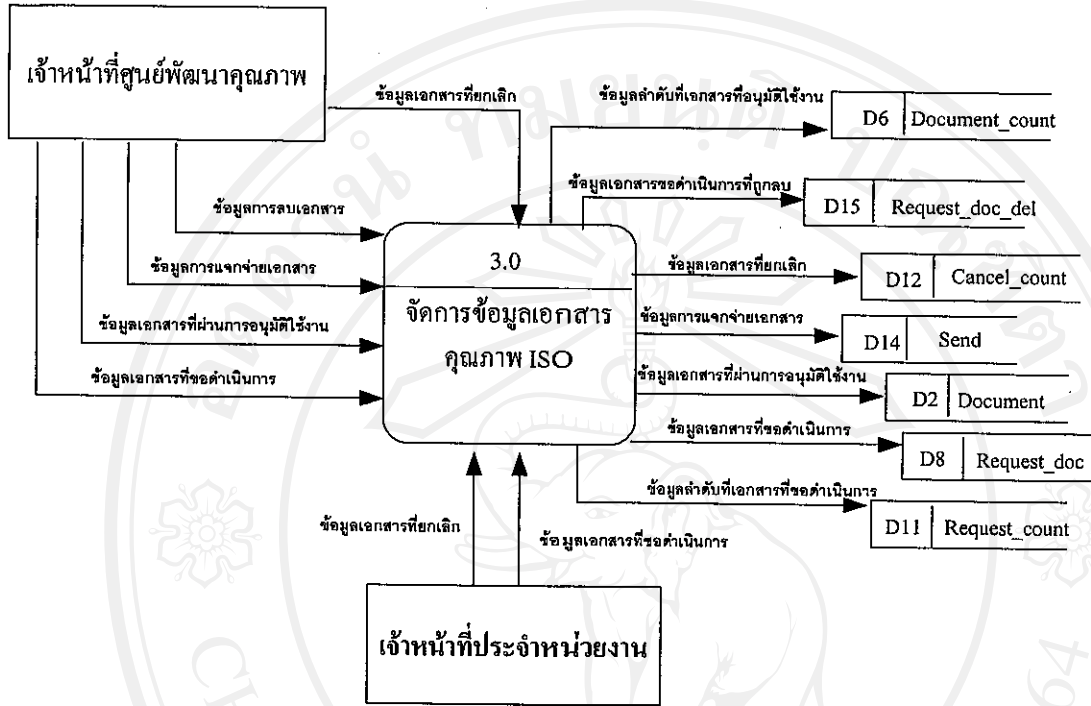 เจ้าหน้าที่ศูนย์พัฒนาคุณภาพ
ข้อมูลเอกสารที่ยกเลิก
ข้อมูลลำดับที่เอกสารที่อนุมัติใช้งาน
D6 Document_count
ข้อมูลเอกสารขอดำเนินการที่ถูกลบ
D15 Request_doc_del
ข้อมูลการลบเอกสาร
ข้อมูลการแจกจ่ายเอกสาร
ข้อมูลเอกสารที่ผ่านการอนุมัติใช้งาน
ข้อมูลเอกสารที่ขอดำเนินการ
3.0
จัดการข้อมูลเอกสาร
คุณภาพ ISO
ข้อมูลเอกสารที่ยกเลิก
D12 Cancel_count
ข้อมูลการแจกจ่ายเอกสาร
D14 Send
ข้อมูลเอกสารที่ผ่านการอนุมัติใช้งาน
D2 Document
ข้อมูลเอกสารที่ขอดำเนินการ
D8 Request_doc
ข้อมูลลำดับที่เอกสารที่ขอดำเนินการ
D11 Request_count
ข้อมูลเอกสารที่ยกเลิก
ข้อมูลเอกสารที่ขอดำเนินการ
เจ้าหน้าที่ประจำหน่วยงาน
64